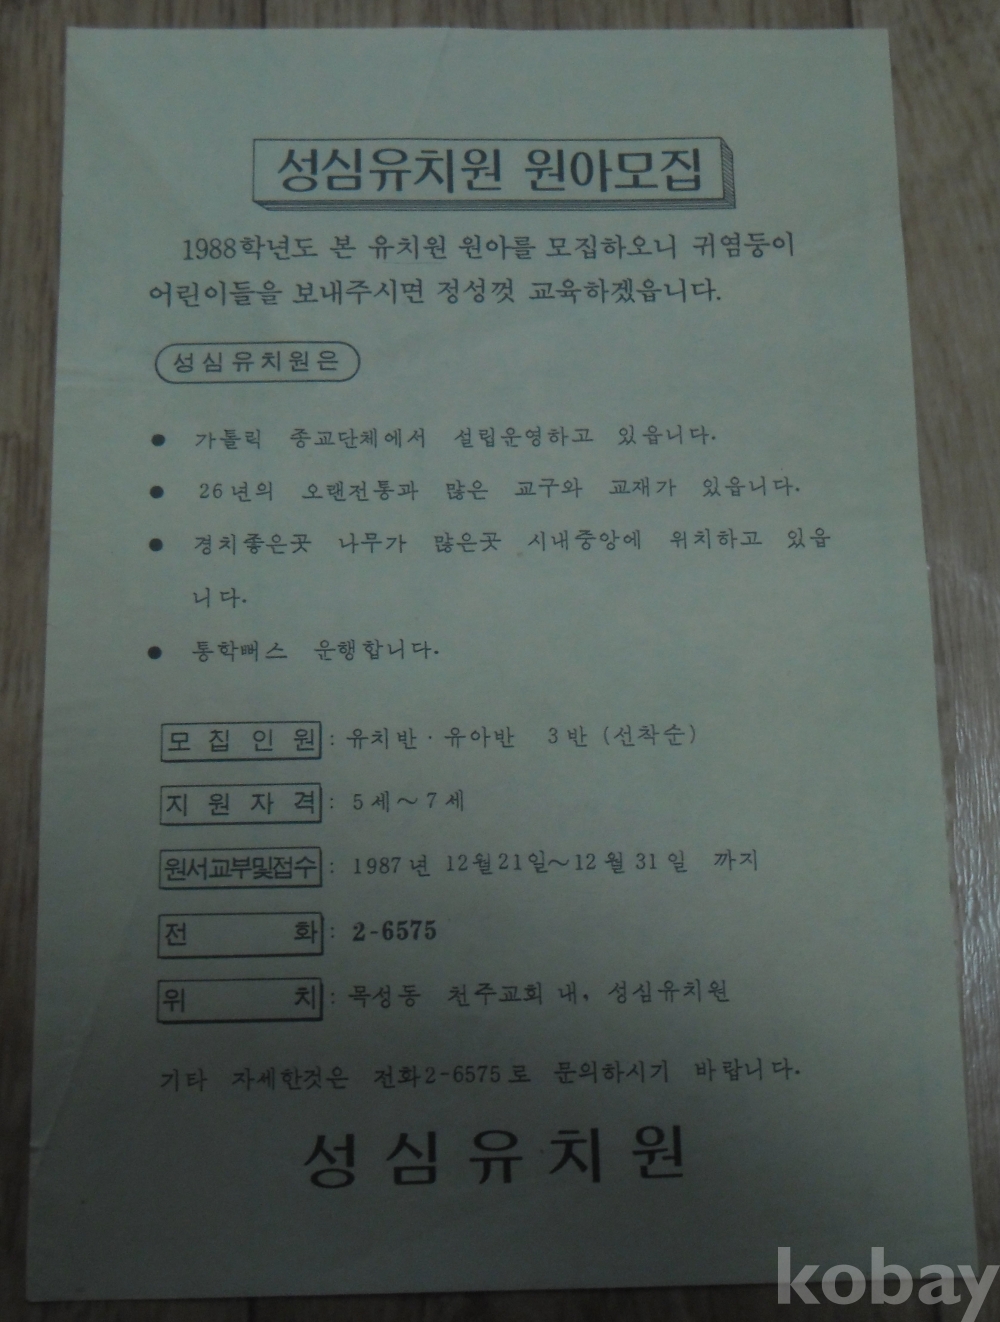 성심유치원 원아모집
1988학년도 본 유치원 원아를 모집하오니 귀염둥이
어린이들을 보내주시면 정성껏 교육하겠읍니다.
성심유치원은
● 가톨릭 종교단체에서 설립운영하고 있읍니다.
● 26년의 오랜전통과 많은 교구와 교재가 있읍니다.
● 경치좋은곳 나무가 많은곳 시내중앙에 위치하고 있읍
니다.
● 통학뻐스 운행합니다.
모집인원 : 유치반·유아반 3반 (선착순)
지원자격 : 5세~7세
원서교부및접수 : 1987년 12월21일~12월31일 까지
전화 : 2-6575
위치 : 목성동 천주교회 내, 성심유치원
기타 자세한것은 전화2-6575로 문의하시기 바랍니다.
성심유치원
kobay